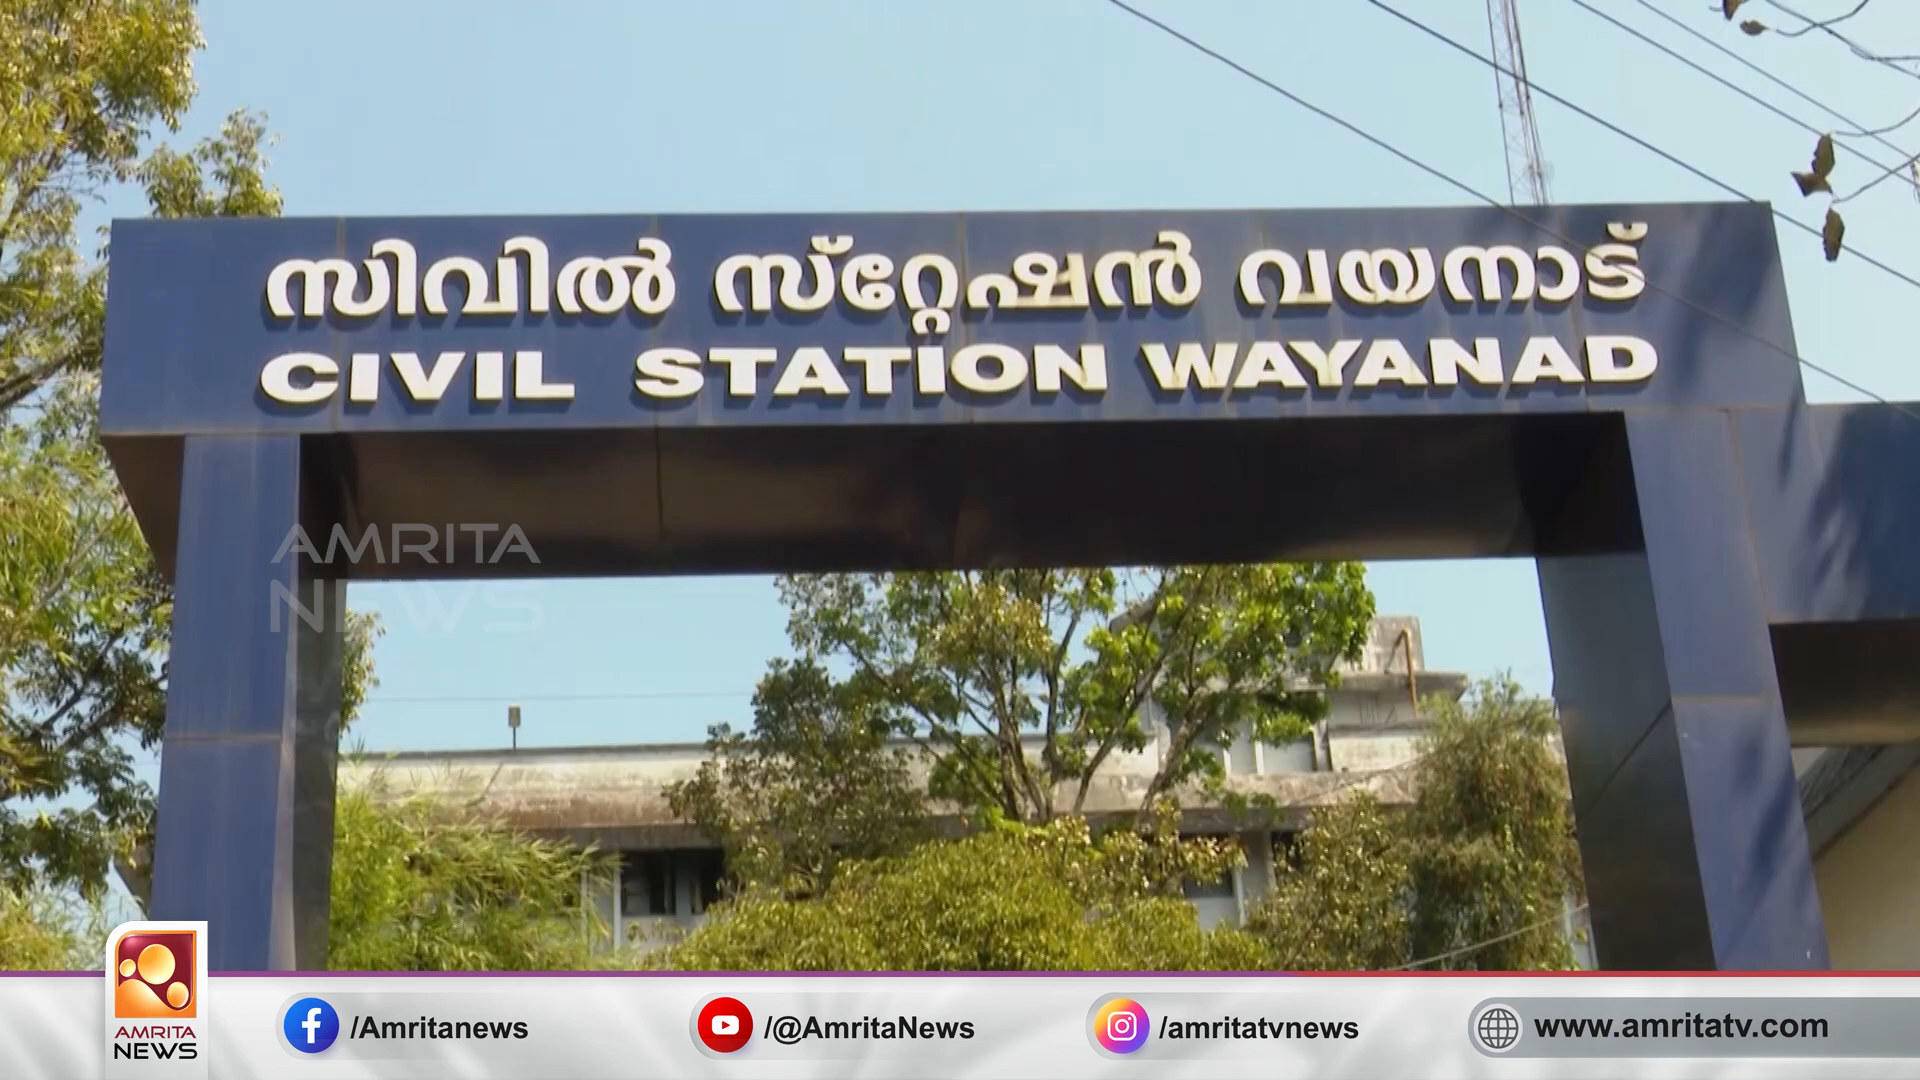 സിവിൽ സ്റ്റേഷൻ വയനാട്
CIVIL STATION WAYANAD
AMRITA
NEWS
AMRITA
NEWS
/Amritanews
/@AmritaNews
/amritatvnews
www.amritatv.com